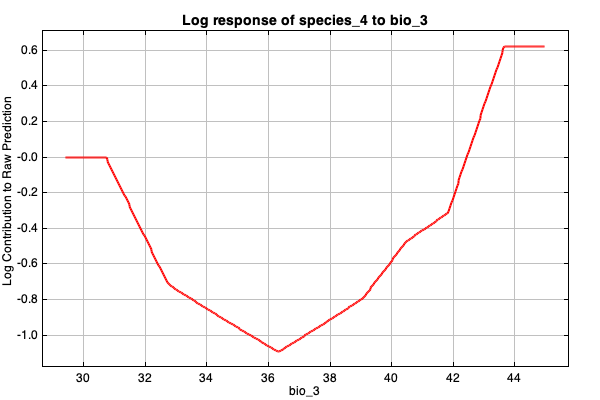 Log response of species_4 to bio_3
Log Contribution to Raw Prediction
0.6
0.4
0.2
-0.0
-0.2
-0.4
-0.6
-0.8
-1.0
30 32 34 36 38 40 42 44
bio_3